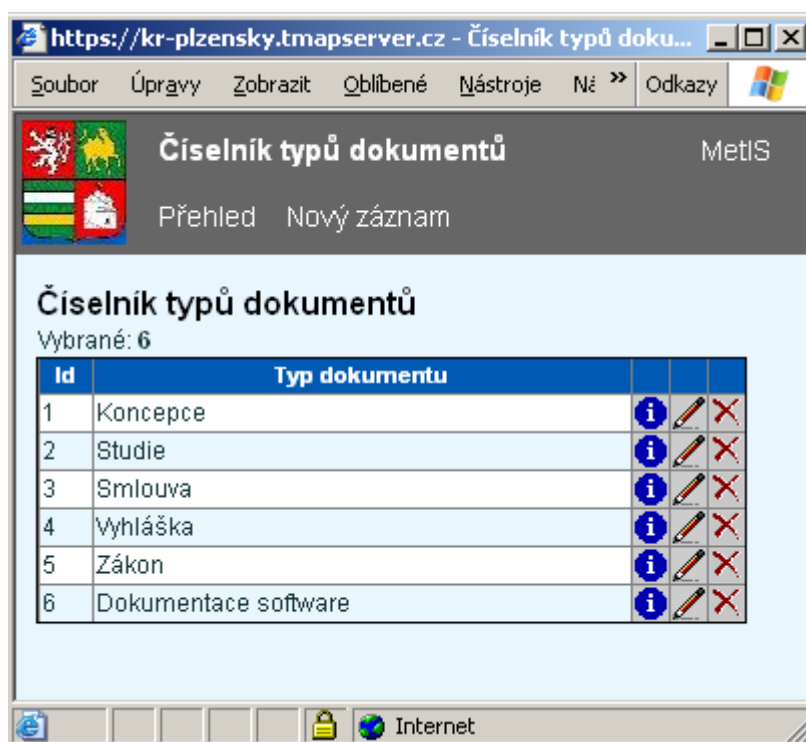 https://kr-plzensky.tmapserver.cz - Číselník typů doku...
Soubor Úpravy Zobrazit Oblíbené Nástroje Ná » Odkazy
Číselník typů dokumentů MetIS
Přehled Nový záznam
Číselník typů dokumentů
Vybrané: 6
Id Typ dokumentu
1 Koncepce
2 Studie
3 Smlouva
4 Vyhláška
5 Zákon
6 Dokumentace software
Internet